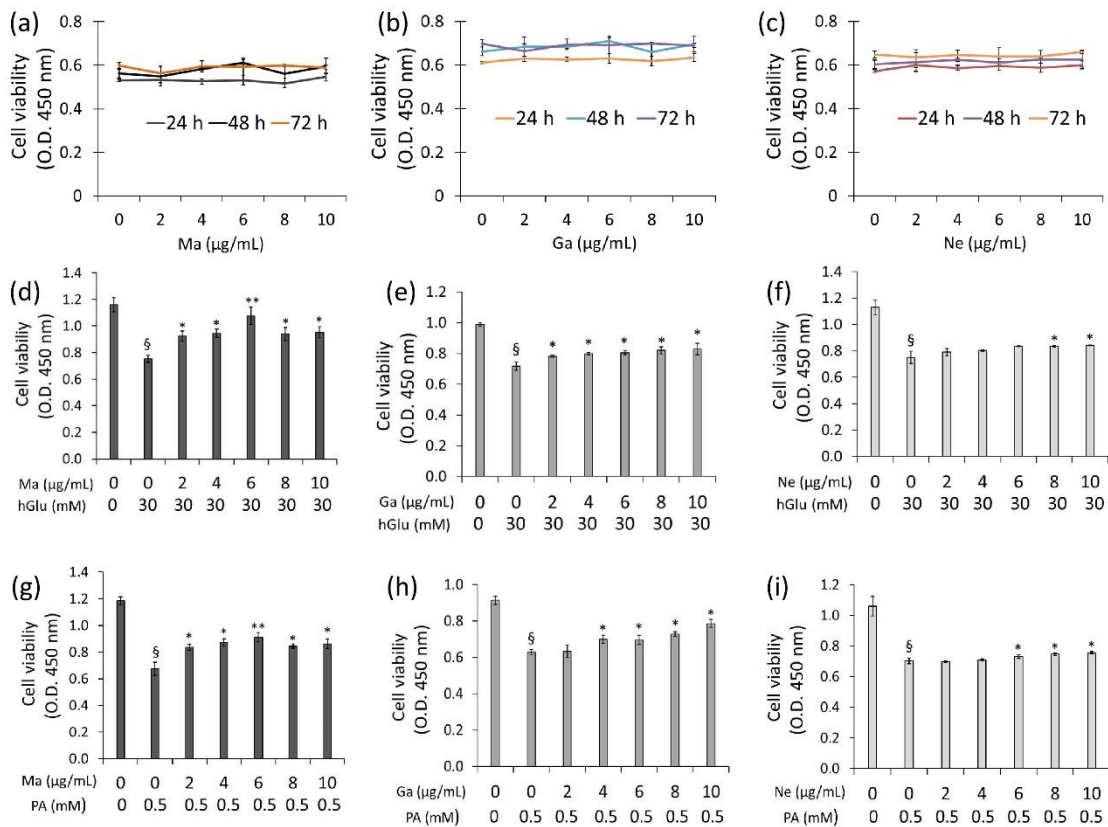 (a)
Cell viability
(O.D. 450 nm)
0.8
0.6
0.4
0.2
0
24 h 48 h 72 h
0 2 4 6 8 10
Ma (µg/mL)
(b)
Cell viability
(O.D. 450 nm)
0.8
0.6
0.4
0.2
0
24 h 48 h 72 h
0 2 4 6 8 10
Ga (µg/mL)
(c)
Cell viability
(O.D. 450 nm)
0.8
0.6
0.4
0.2
0
24 h 48 h 72 h
0 2 4 6 8 10
Ne (µg/mL)
(d)
Cell viability
(O.D. 450 nm)
1.4
1.2
1.0
0.8
0.6
0.4
0.2
0.0
§ * * ** * *
Ma (µg/mL) 0 0 2 4 6 8 10
hGlu (mM) 0 30 30 30 30 30 30
(e)
Cell viability
(O.D. 450 nm)
1.2
1.0
0.8
0.6
0.4
0.2
0.0
§ * * * * *
Ga (µg/mL) 0 0 2 4 6 8 10
hGlu (mM) 0 30 30 30 30 30 30
(f)
Cell viability
(O.D. 450 nm)
1.4
1.2
1.0
0.8
0.6
0.4
0.2
0.0
§ * *
Ne (µg/mL) 0 0 2 4 6 8 10
hGlu (mM) 0 30 30 30 30 30 30
(g)
Cell viability
(O.D. 450 nm)
1.4
1.2
1.0
0.8
0.6
0.4
0.2
0.0
§ * * ** * *
Ma (µg/mL) 0 0 2 4 6 8 10
PA (mM) 0 0.5 0.5 0.5 0.5 0.5 0.5
(h)
Cell viability
(O.D. 450 nm)
1.0
0.8
0.6
0.4
0.2
0.0
§ * * * *
Ga (µg/mL) 0 0 2 4 6 8 10
PA (mM) 0 0.5 0.5 0.5 0.5 0.5 0.5
(i)
Cell viability
(O.D. 450 nm)
1.2
1.0
0.8
0.6
0.4
0.2
0.0
§ * * *
Ne (µg/mL) 0 0 2 4 6 8 10
PA (mM) 0 0.5 0.5 0.5 0.5 0.5 0.5